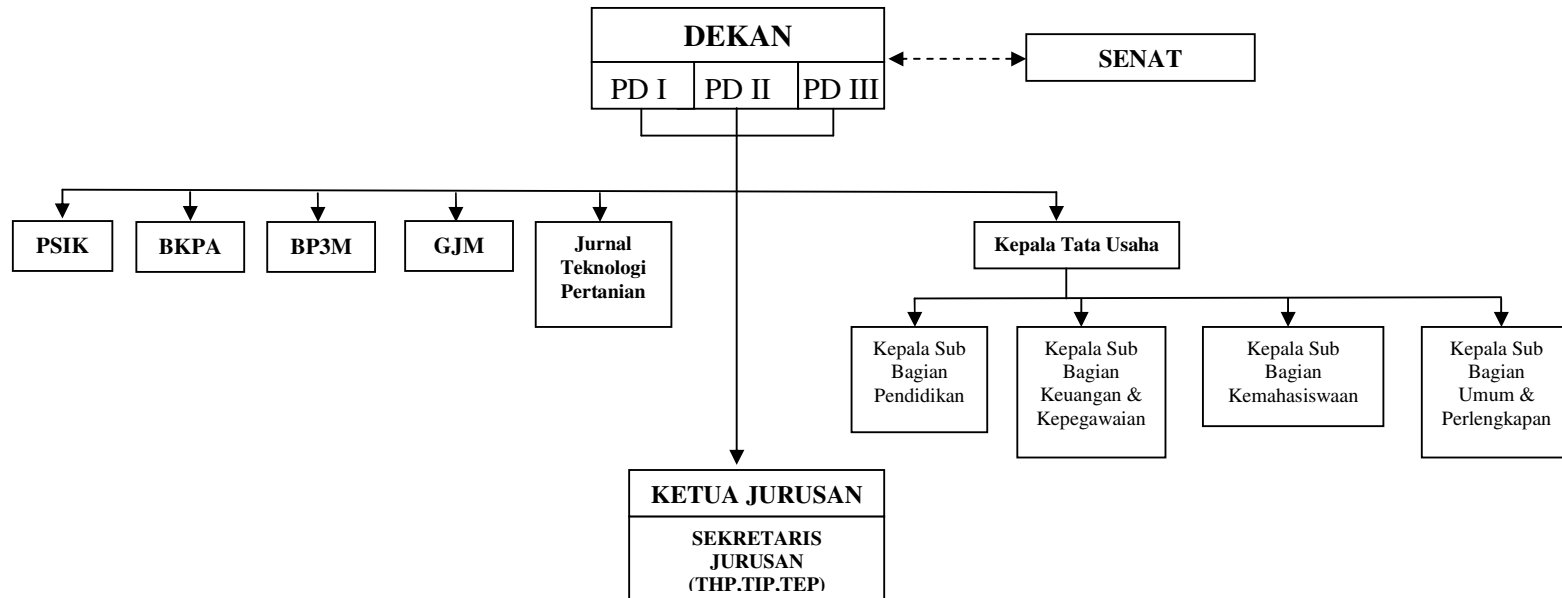 DEKAN
SENAT
PD I
PD II
PD III
PSIK
BKPA
BP3M
GJM
Jurnal
Teknologi
Pertanian
Kepala Tata Usaha
Kepala Sub
Bagian
Pendidikan
Kepala Sub
Bagian
Keuangan &
Kepegawaian
Kepala Sub
Bagian
Kemahasiswaan
Kepala Sub
Bagian
Umum &
Perlengkapan
KETUA JURUSAN
SEKRETARIS
JURUSAN
(THP,TIP,TEP)